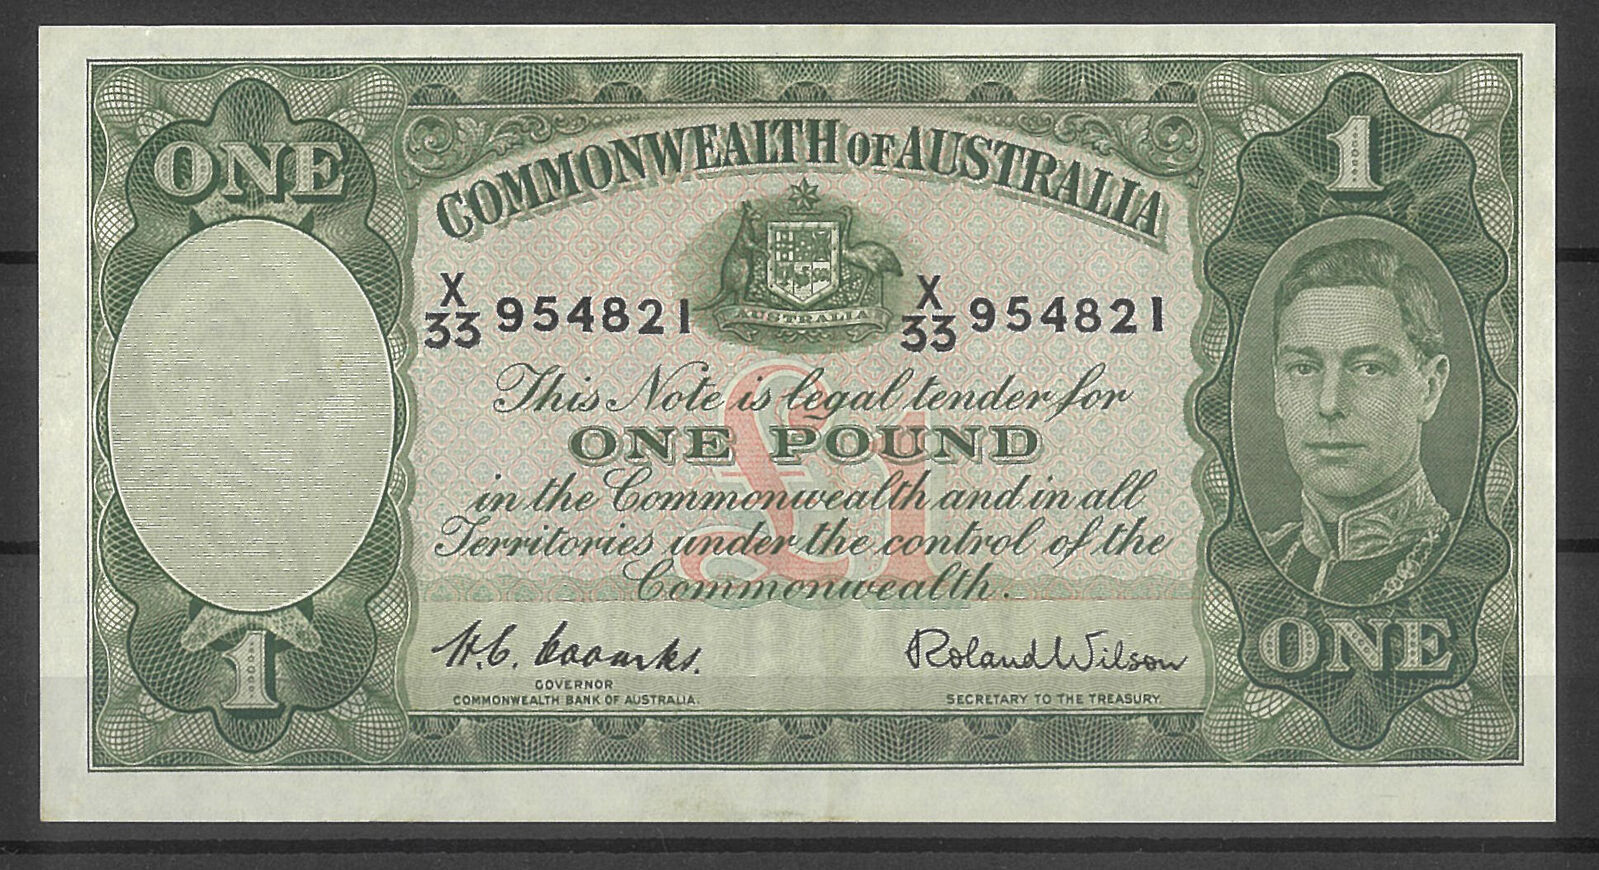 ONE
1
COMMONWEALTH OF AUSTRALIA
AUSTRALIA
X/33 954821
X/33 954821
This Note is legal tender for
ONE POUND
in the Commonwealth and in all
Territories under the control of the
Commonwealth.
£1
H.C. Coombs.
Roland Wilson
GOVERNOR
COMMONWEALTH BANK OF AUSTRALIA.
SECRETARY TO THE TREASURY.
1
ONE